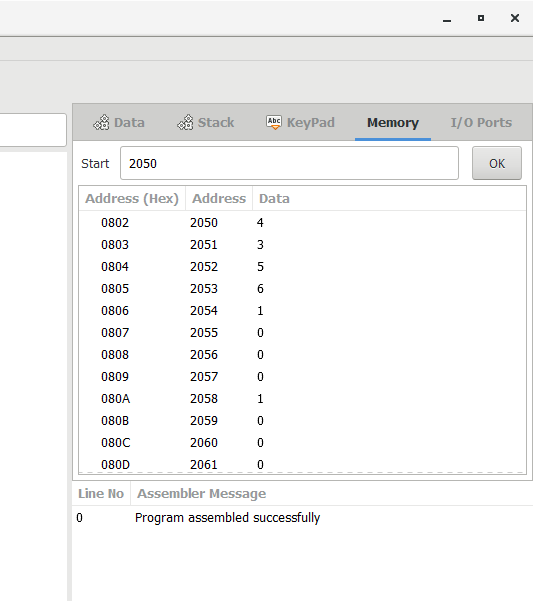 Data Stack Abc KeyPad Memory I/O Ports
Start 2050 OK
Address (Hex) Address Data
0802 2050 4
0803 2051 3
0804 2052 5
0805 2053 6
0806 2054 1
0807 2055 0
0808 2056 0
0809 2057 0
080A 2058 1
080B 2059 0
080C 2060 0
080D 2061 0
Line No Assembler Message
0 Program assembled successfully